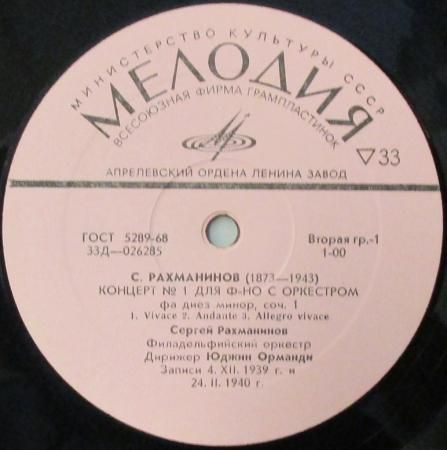 МИНИСТЕРСТВО КУЛЬТУРЫ СССР
МЕЛОДИЯ
ВСЕСОЮЗНАЯ ФИРМА ГРАМПЛАСТИНОК
▽33
АПРЕЛЕВСКИЙ ОРДЕНА ЛЕНИНА ЗАВОД
ГОСТ 5289-68
33Д—026285
Вторая гр.-1
1-00
С. РАХМАНИНОВ (1873—1943)
КОНЦЕРТ № 1 ДЛЯ Ф-НО С ОРКЕСТРОМ
фа диез минор, соч. 1
1. Vivace 2. Andante 3. Allegro vivace
Сергей Рахманинов
Филадельфийский оркестр
Дирижер Юджин Орманди
Записи 4. XII. 1939 г. и
24. II. 1940 г.